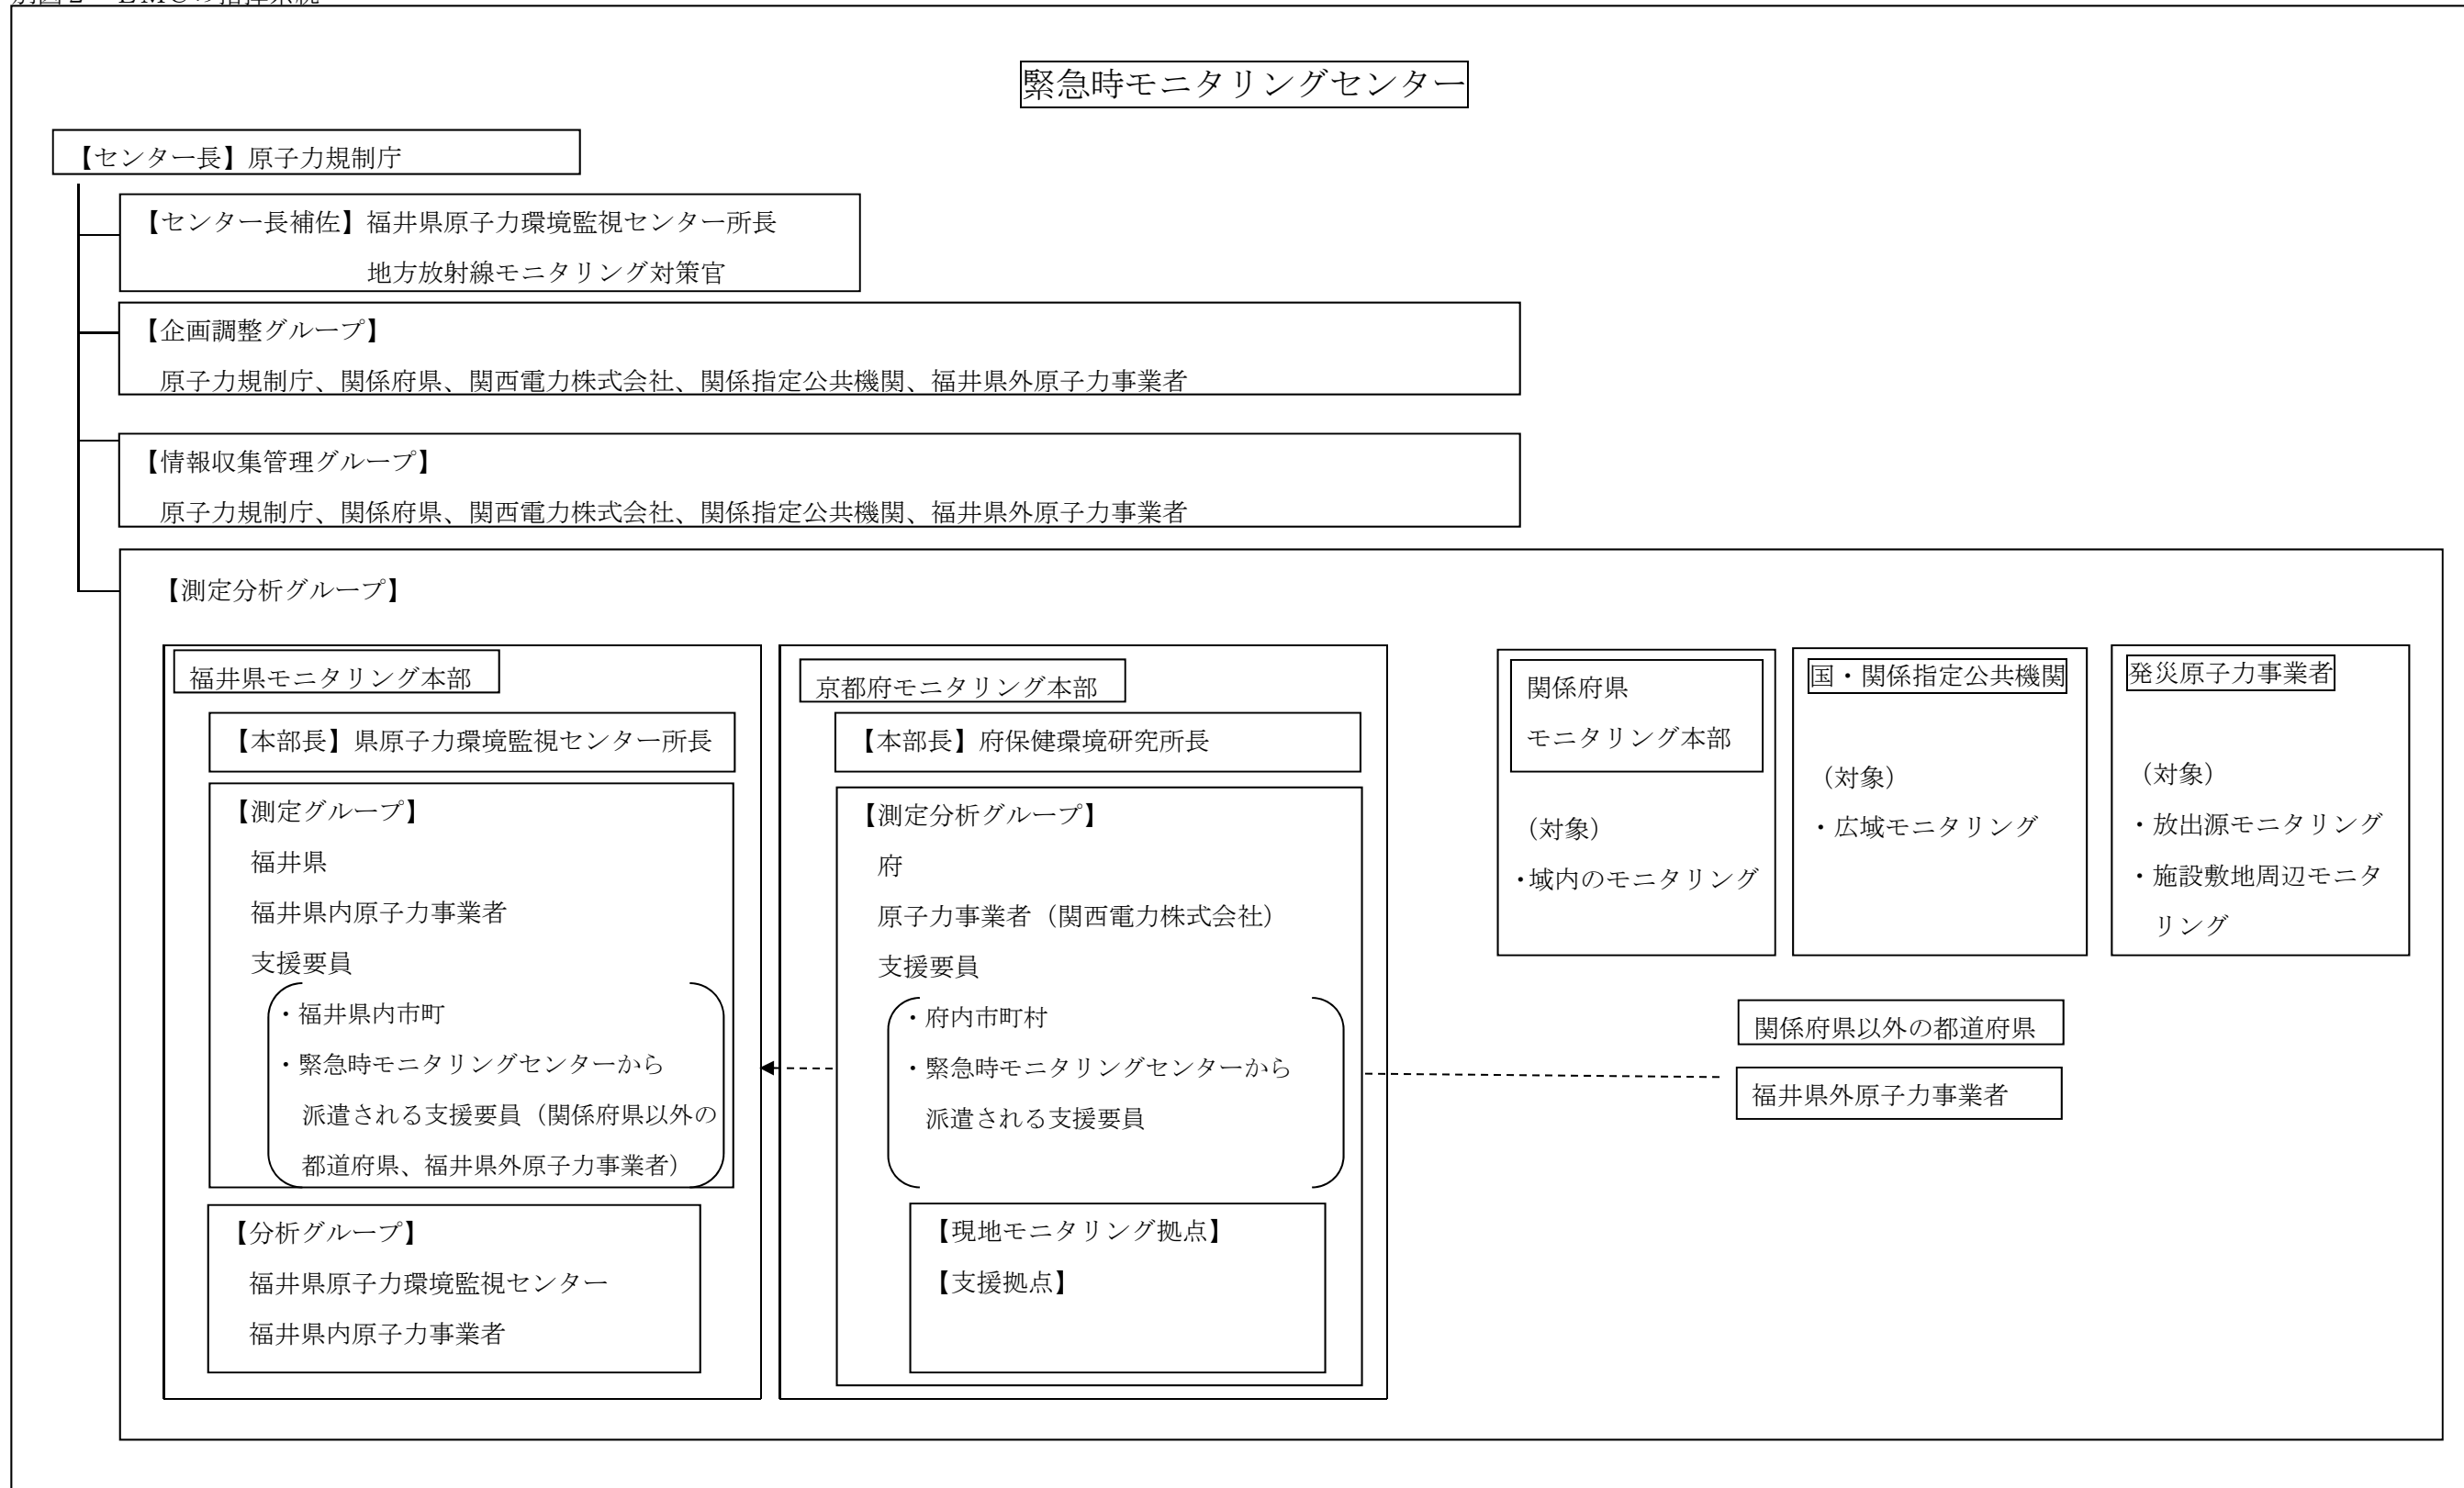 緊急時モニタリングセンター
【センター長】原子力規制庁
【センター長補佐】福井県原子力環境監視センター所長
地方放射線モニタリング対策官
【企画調整グループ】
原子力規制庁、関係府県、関西電力株式会社、関係指定公共機関、福井県外原子力事業者
【情報収集管理グループ】
原子力規制庁、関係府県、関西電力株式会社、関係指定公共機関、福井県外原子力事業者
【測定分析グループ】
福井県モニタリング本部
【本部長】県原子力環境監視センター所長
【測定グループ】
福井県
福井県内原子力事業者
支援要員
・福井県内市町
・緊急時モニタリングセンターから
派遣される支援要員（関係府県以外の
都道府県、福井県外原子力事業者）
【分析グループ】
福井県原子力環境監視センター
福井県内原子力事業者
京都府モニタリング本部
【本部長】府保健環境研究所長
【測定分析グループ】
府
原子力事業者（関西電力株式会社）
支援要員
・府内市町村
・緊急時モニタリングセンターから
派遣される支援要員
【現地モニタリング拠点】
【支援拠点】
関係府県
モニタリング本部
（対象）
・域内のモニタリング
国・関係指定公共機関
（対象）
・広域モニタリング
発災原子力事業者
（対象）
・放出源モニタリング
・施設敷地周辺モニタ
リング
関係府県以外の都道府県
福井県外原子力事業者